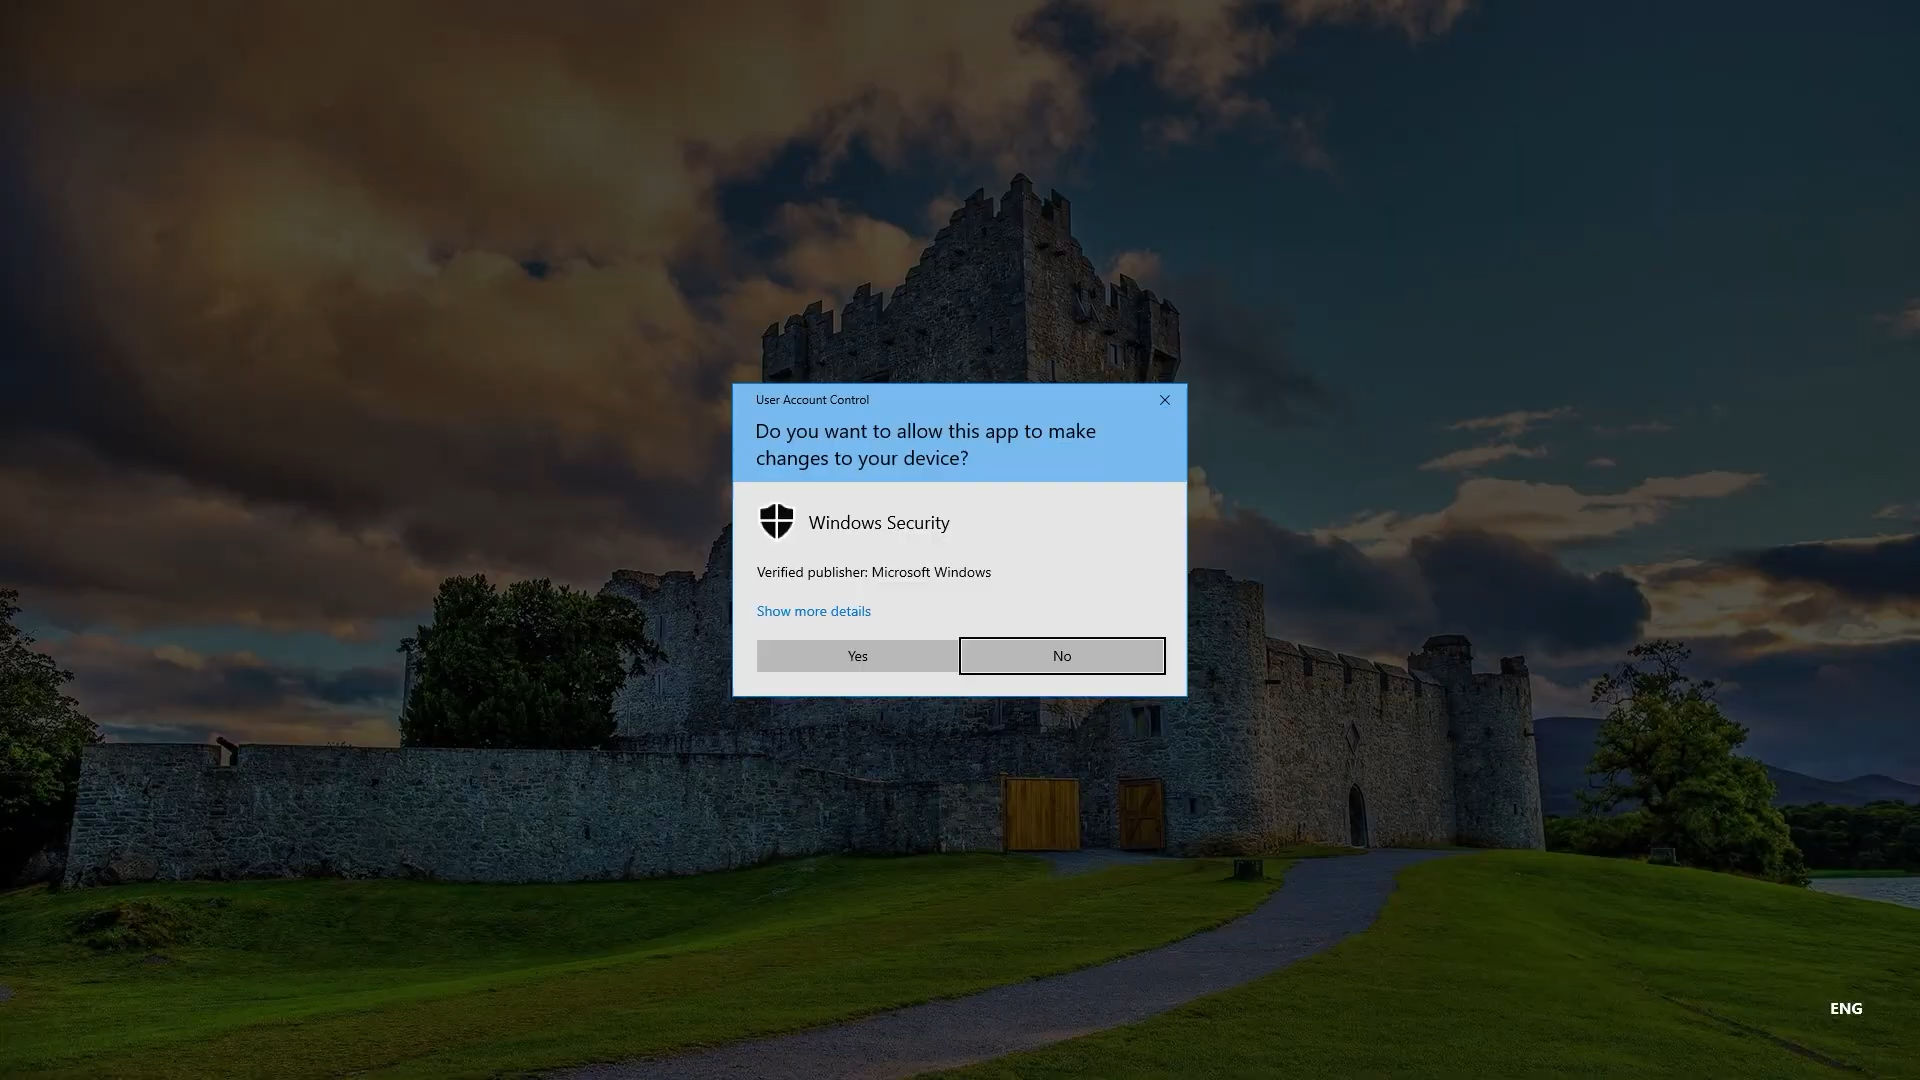 User Account Control
Do you want to allow this app to make
changes to your device?
Windows Security
Verified publisher: Microsoft Windows
Show more details
Yes
No
ENG